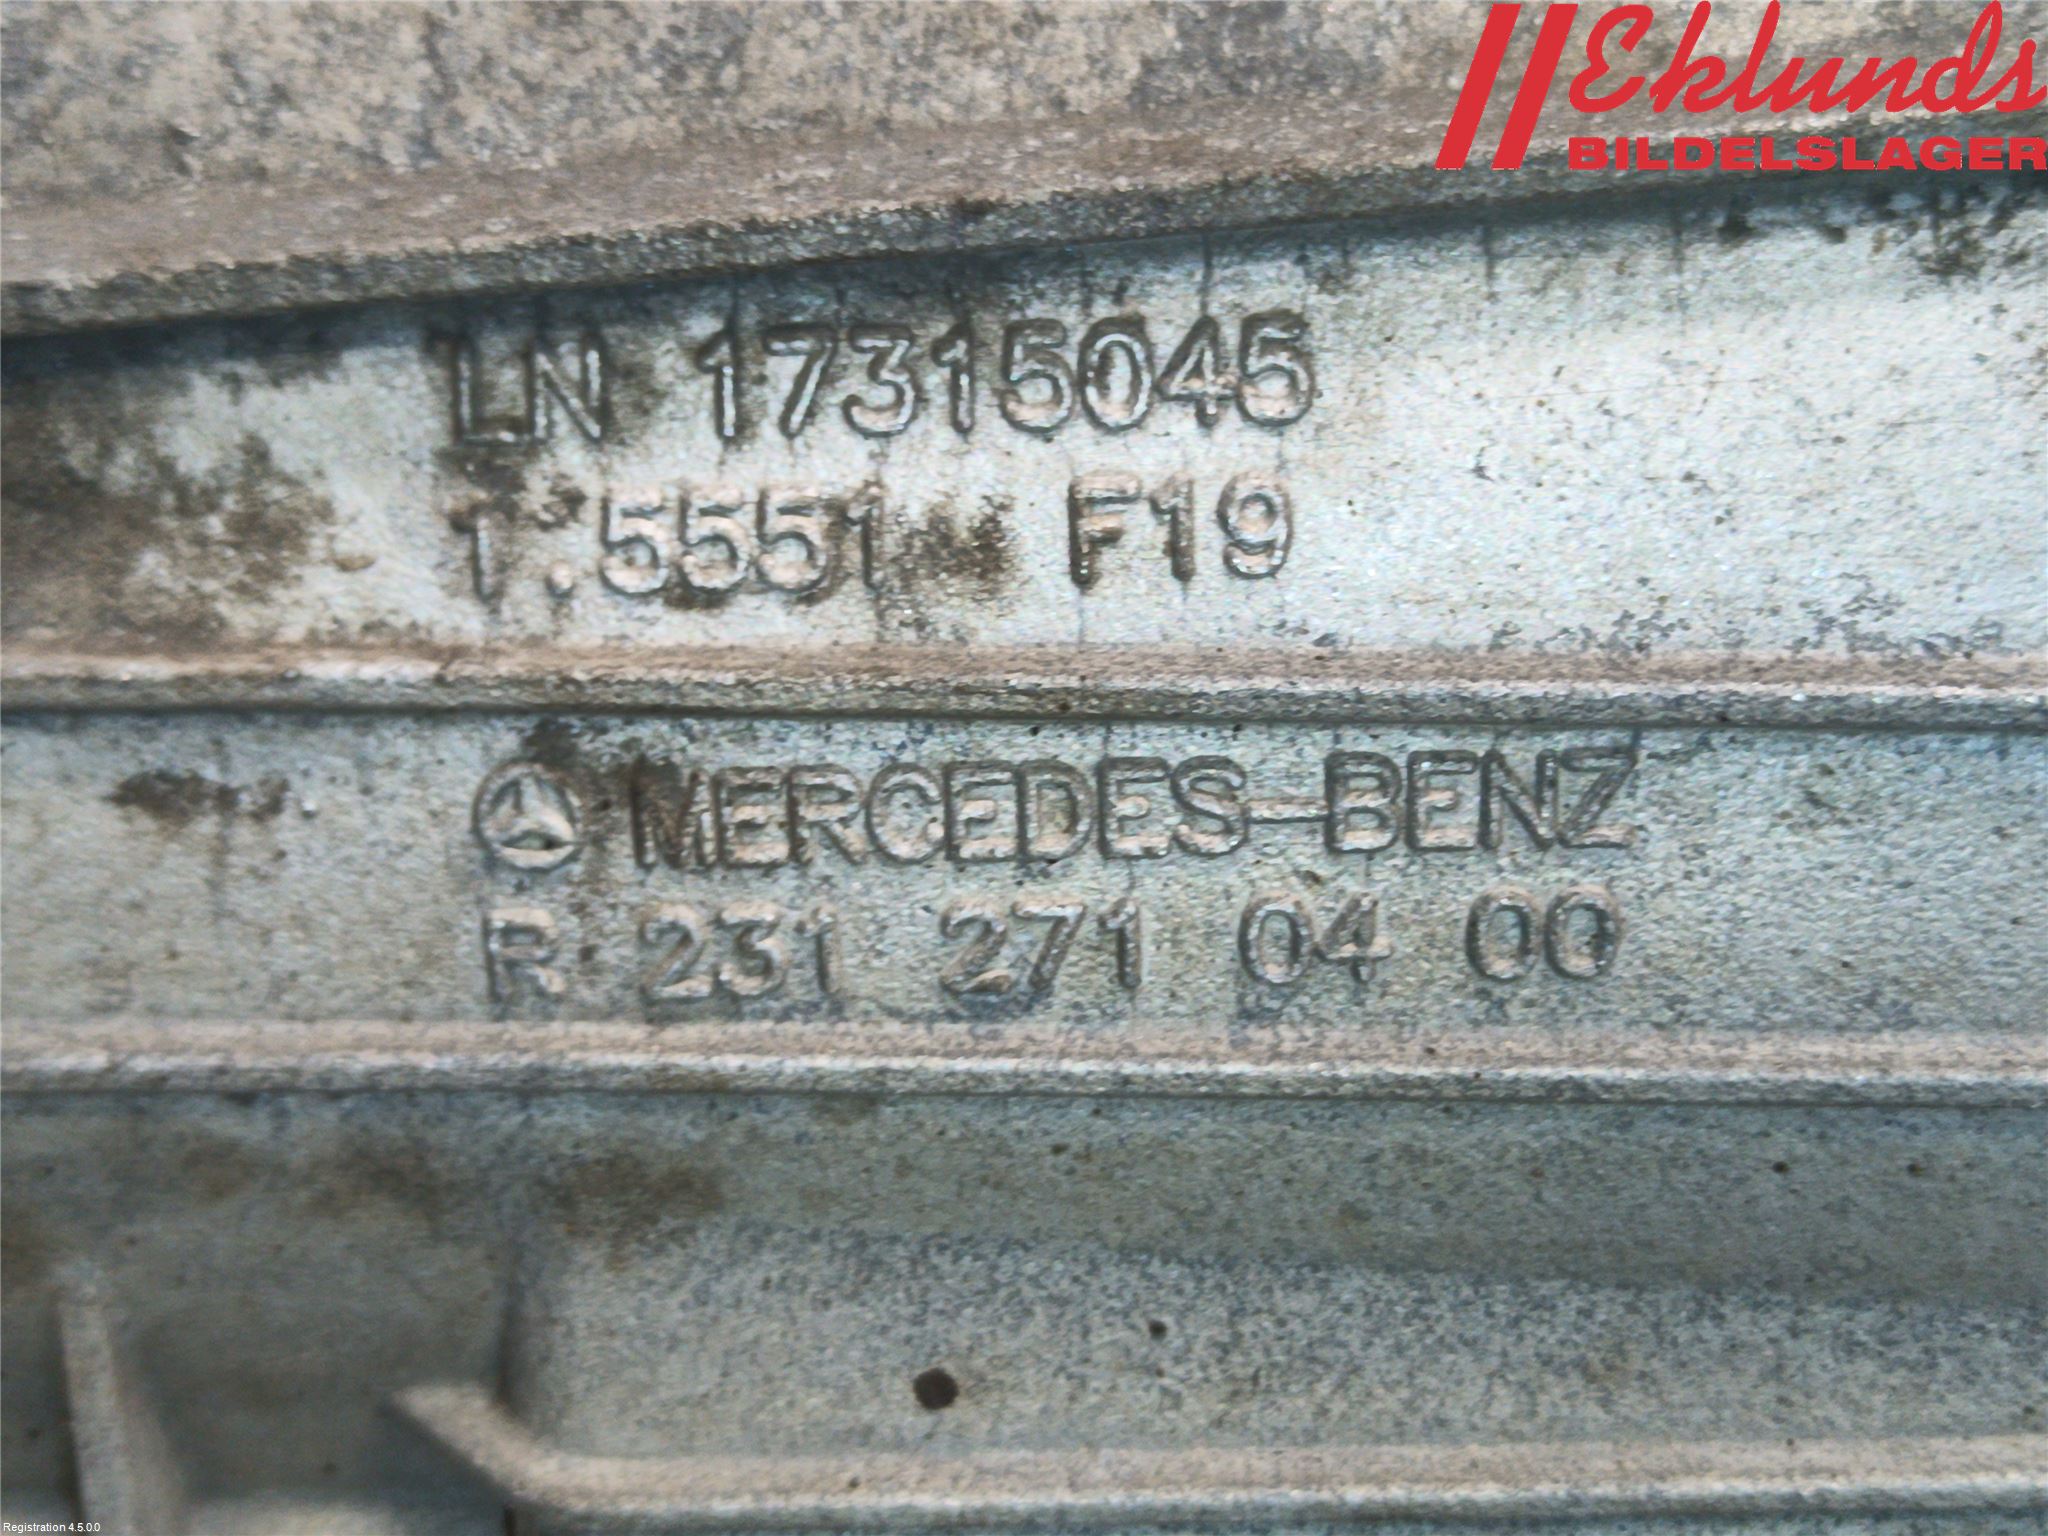 Eklunds
BILDELSLAGER
LN 17315045
1.5551 F19
MERCEDES-BENZ
R 231 271 04 00
Registration 4.5.0.0